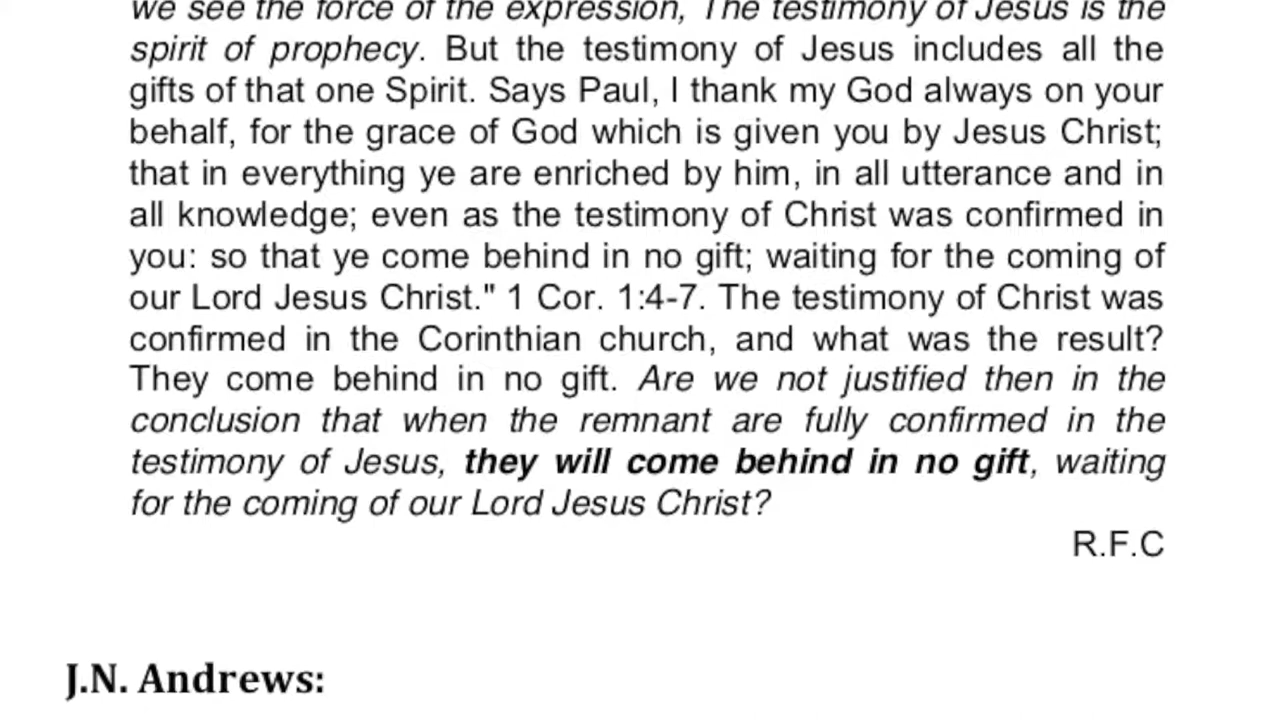 we see the force of the expression, The testimony of Jesus is the
spirit of prophecy. But the testimony of Jesus includes all the
gifts of that one Spirit. Says Paul, I thank my God always on your
behalf, for the grace of God which is given you by Jesus Christ;
that in everything ye are enriched by him, in all utterance and in
all knowledge; even as the testimony of Christ was confirmed in
you: so that ye come behind in no gift; waiting for the coming of
our Lord Jesus Christ." 1 Cor. 1:4-7. The testimony of Christ was
confirmed in the Corinthian church, and what was the result?
They come behind in no gift. Are we not justified then in the
conclusion that when the remnant are fully confirmed in the
testimony of Jesus, they will come behind in no gift, waiting
for the coming of our Lord Jesus Christ?
R.F.C
J.N. Andrews: